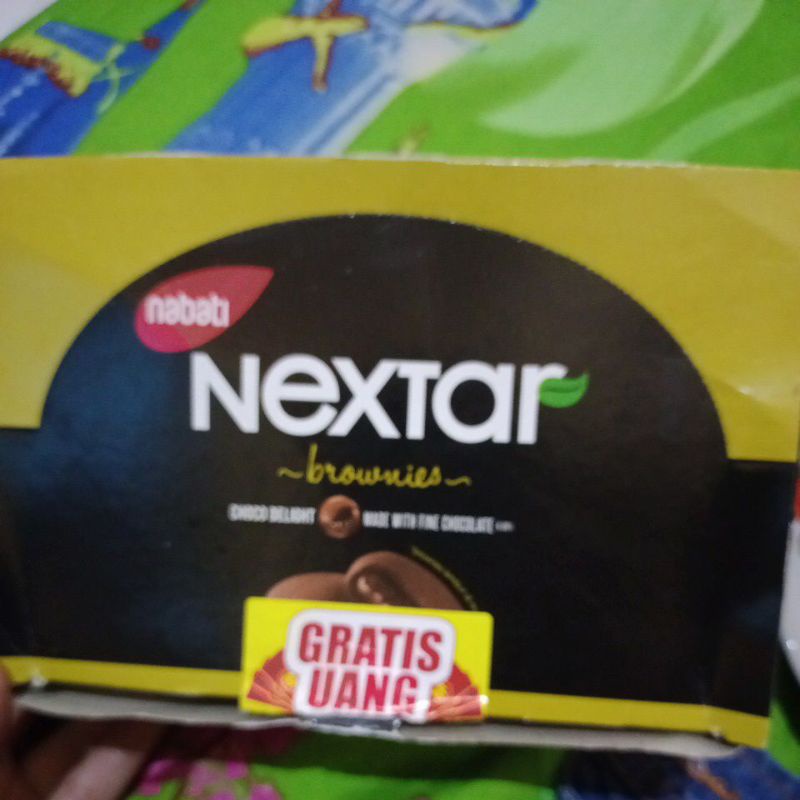 nabati
Nextar
~brownies~
CHOCO DELIGHT MADE WITH FINE CHOCOLATE
GRATIS
UANG